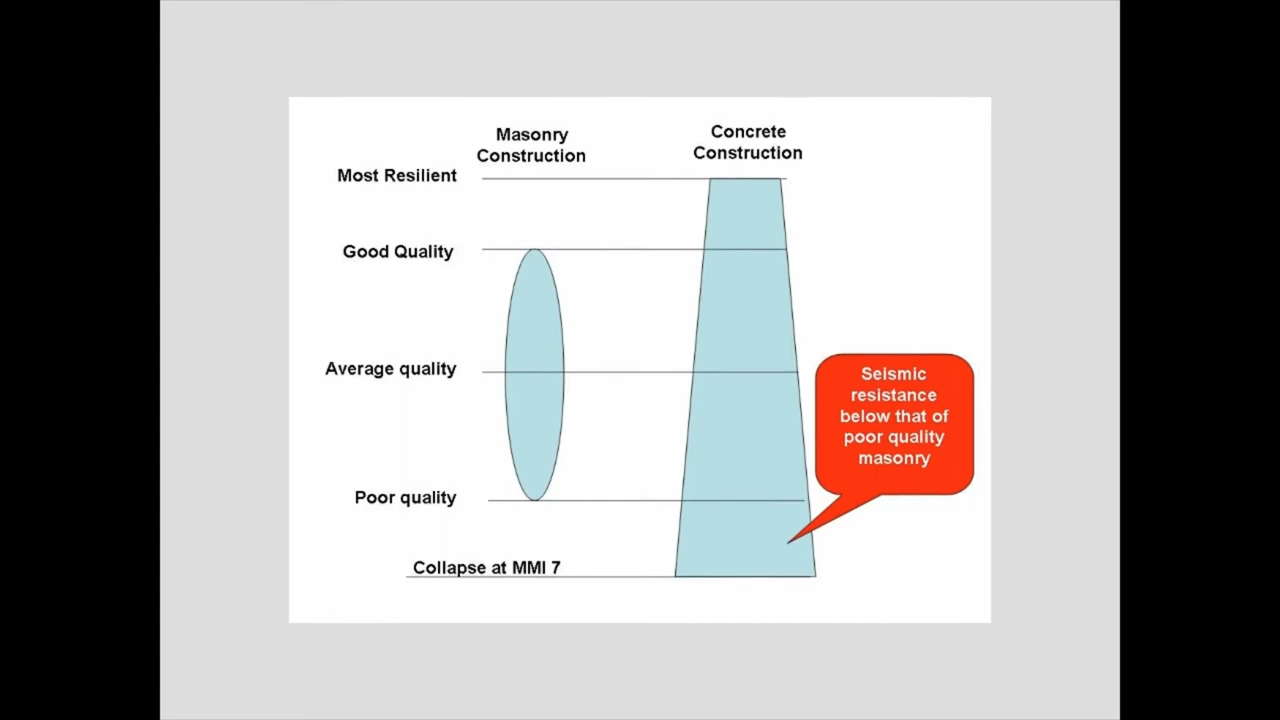 Masonry
Construction
Concrete
Construction
Most Resilient
Good Quality
Average quality
Seismic
resistance
below that of
poor quality
masonry
Poor quality
Collapse at MMI 7